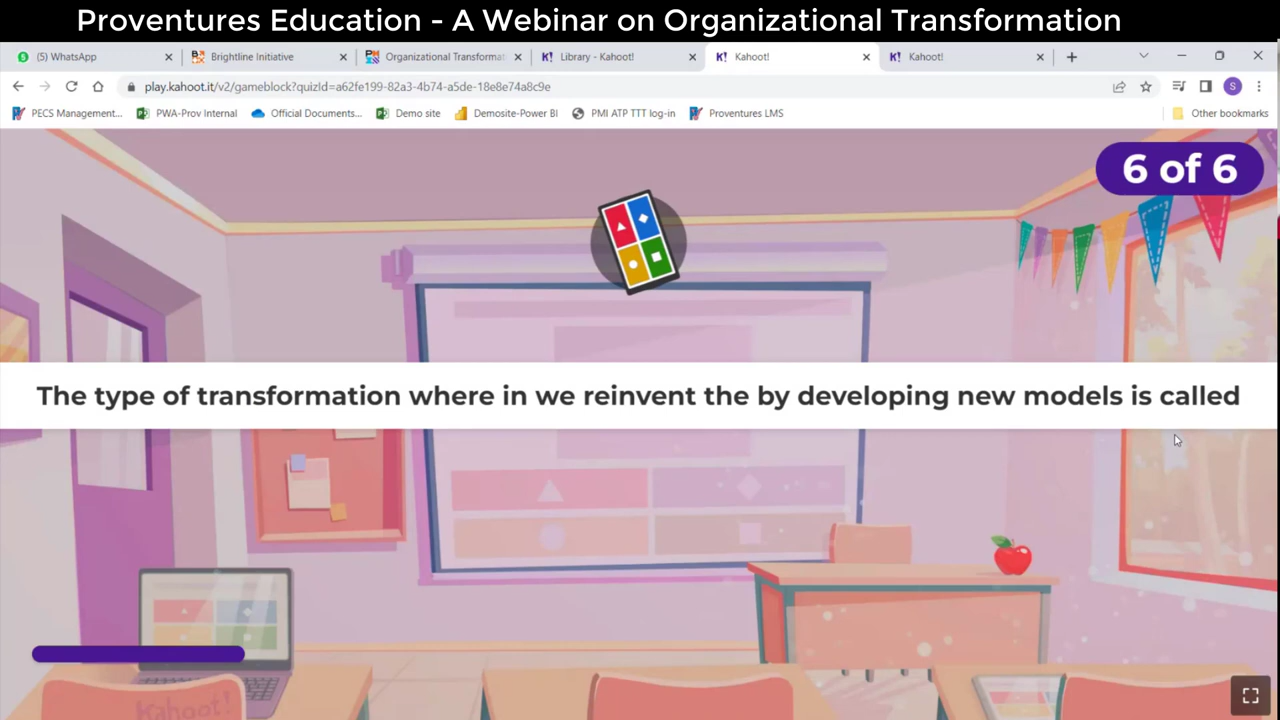 Proventures Education - A Webinar on Organizational Transformation
(5) WhatsApp
Brightline Initiative
Organizational Transformat
Library - Kahoot!
Kahoot!
Kahoot!
play.kahoot.it/v2/gameblock?quizId=a62fe199-82a3-4b74-a5de-18e8e74a8c9e
S
PECS Management...
PWA-Prov Internal
Official Documents...
Demo site
Demosite-Power BI
PMI ATP TTT log-in
Proventures LMS
Other bookmarks
6 of 6
The type of transformation where in we reinvent the by developing new models is called
Kahoot!